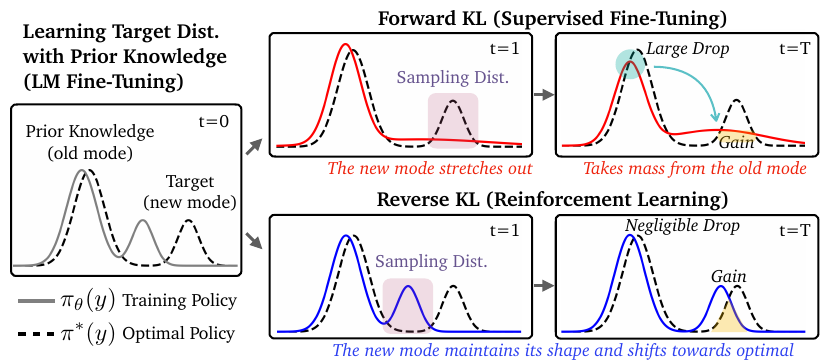 Learning Target Dist.
with Prior Knowledge
(LM Fine-Tuning)
t=0
Prior Knowledge
(old mode)
Target
(new mode)
π_θ(y) Training Policy
π*(y) Optimal Policy
Forward KL (Supervised Fine-Tuning)
t=1
Sampling Dist.
The new mode stretches out
t=T
Large Drop
Gain
Takes mass from the old mode
Reverse KL (Reinforcement Learning)
t=1
Sampling Dist.
Negligible Drop
t=T
Gain
The new mode maintains its shape and shifts towards optimal